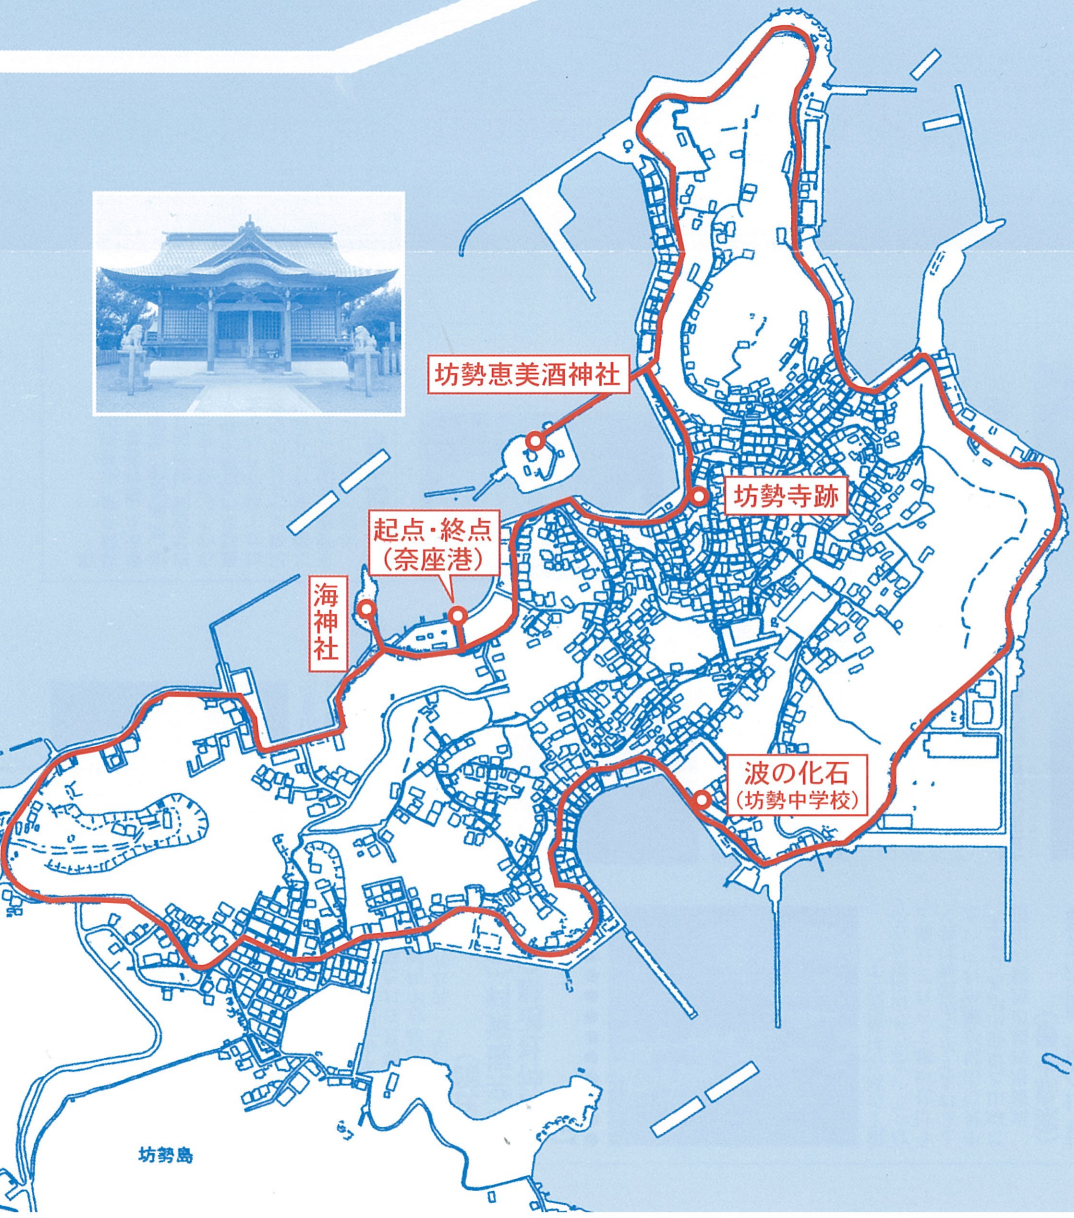 坊勢恵美酒神社
坊勢寺跡
起点・終点
(奈座港)
海神社
波の化石
(坊勢中学校)
坊勢島